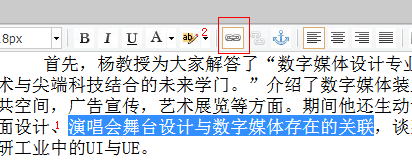 18px B I U A ab 2
首先，杨教授为大家解答了“数字媒体设计专业
术与尖端科技结合的未来学门。”介绍了数字媒体装
共空间，广告宣传，艺术展览等方面。期间他还生动
面设计、1 演唱会舞台设计与数字媒体存在的关联，谈
研工业中的UI与UE。